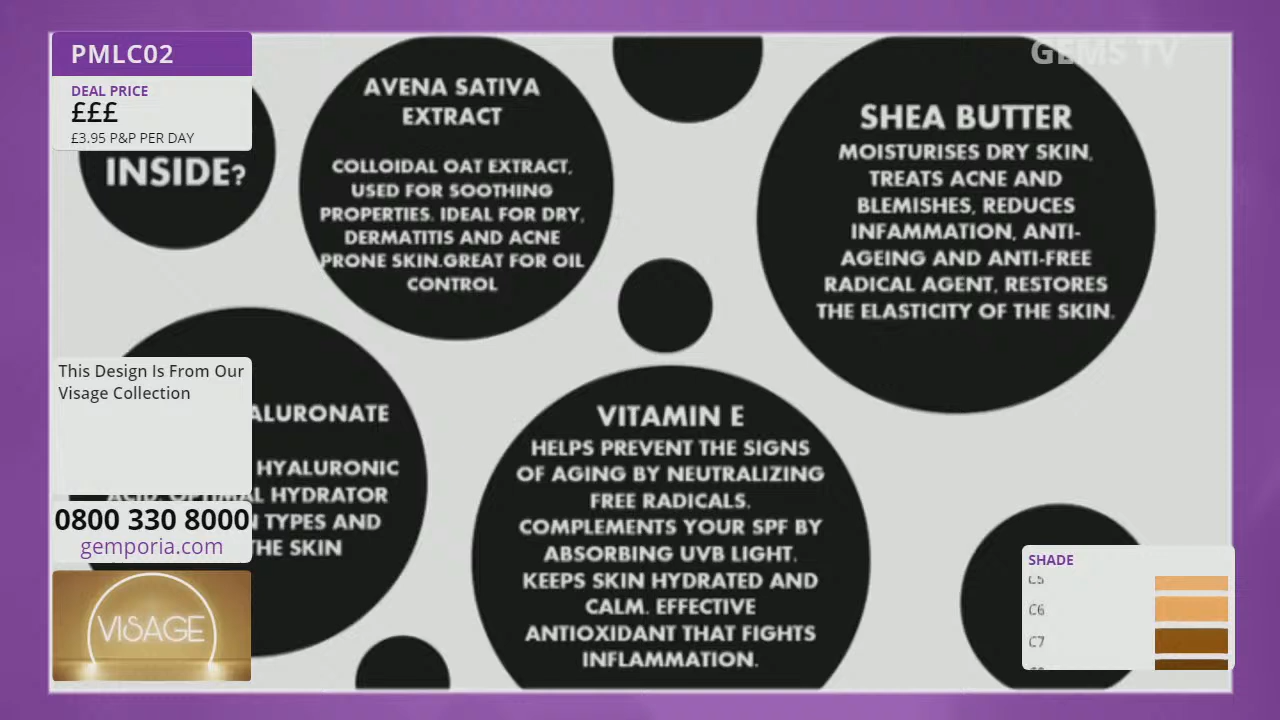 PMLC02
DEAL PRICE
£££
£3.95 P&P PER DAY
INSIDE?
AVENA SATIVA
EXTRACT
COLLOIDAL OAT EXTRACT,
USED FOR SOOTHING
PROPERTIES. IDEAL FOR DRY,
DERMATITIS AND ACNE
PRONE SKIN.GREAT FOR OIL
CONTROL
GEMS TV
SHEA BUTTER
MOISTURISES DRY SKIN,
TREATS ACNE AND
BLEMISHES, REDUCES
INFAMMATION, ANTI-
AGEING AND ANTI-FREE
RADICAL AGENT, RESTORES
THE ELASTICITY OF THE SKIN.
This Design Is From Our
Visage Collection
ALURONATE
HYALURONIC
ACID. OPTIMAL HYDRATOR
TYPES AND
THE SKIN
0800 330 8000
gemporia.com
VISAGE
VITAMIN E
HELPS PREVENT THE SIGNS
OF AGING BY NEUTRALIZING
FREE RADICALS.
COMPLEMENTS YOUR SPF BY
ABSORBING UVB LIGHT.
KEEPS SKIN HYDRATED AND
CALM. EFFECTIVE
ANTIOXIDANT THAT FIGHTS
INFLAMMATION.
SHADE
C5
C6
C7